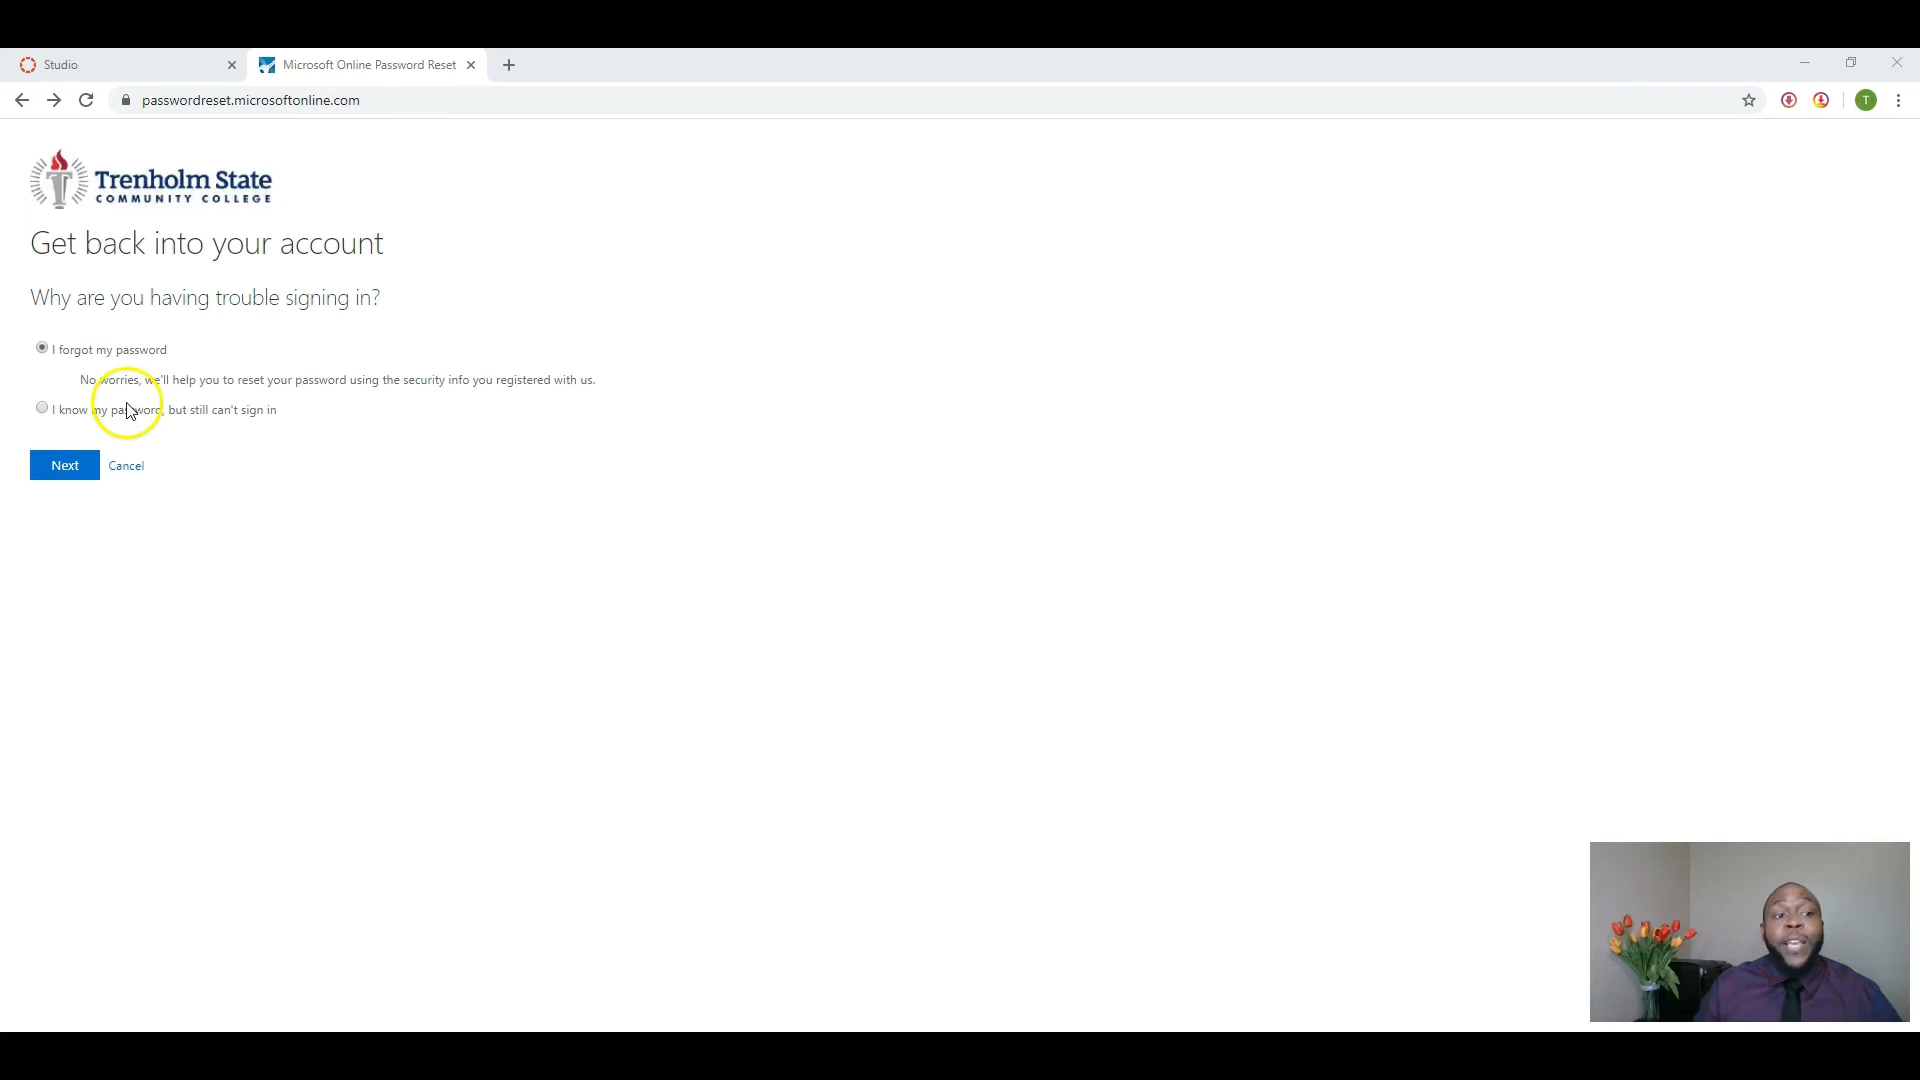 Studio
Microsoft Online Password Reset
passwordreset.microsoftonline.com
T
Trenholm State
COMMUNITY COLLEGE
Get back into your account
Why are you having trouble signing in?
I forgot my password
No worries, we'll help you to reset your password using the security info you registered with us.
I know my password, but still can't sign in
Next
Cancel